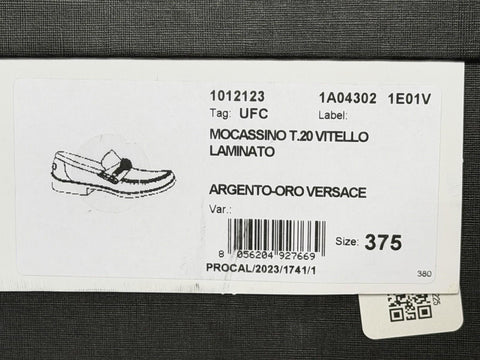 1012123 1A04302 1E01V
Tag: UFC Label:
MOCASSINO T.20 VITELLO
LAMINATO
ARGENTO-ORO VERSACE
Var.:
Size: 375
8 056204 927669
PROCAL/2023/1741/1
380
225